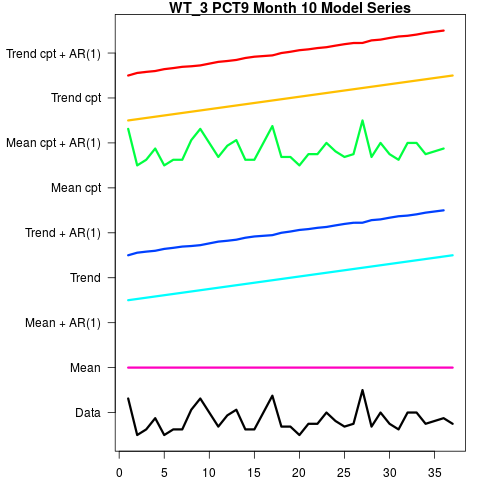 WT_3 PCT9 Month 10 Model Series
Trend cpt + AR(1)
Trend cpt
Mean cpt + AR(1)
Mean cpt
Trend + AR(1)
Trend
Mean + AR(1)
Mean
Data
0 5 10 15 20 25 30 35